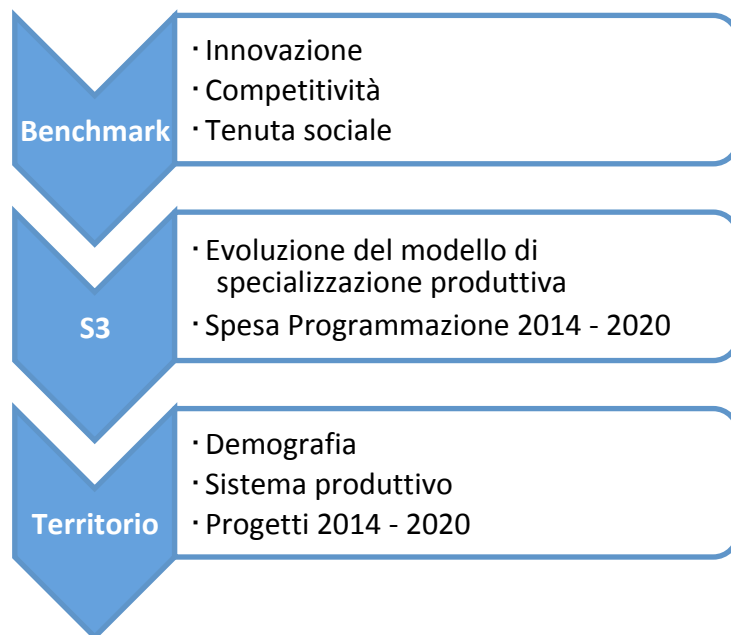 Benchmark
· Innovazione
· Competitività
· Tenuta sociale
S3
· Evoluzione del modello di
specializzazione produttiva
· Spesa Programmazione 2014 - 2020
Territorio
· Demografia
· Sistema produttivo
· Progetti 2014 - 2020